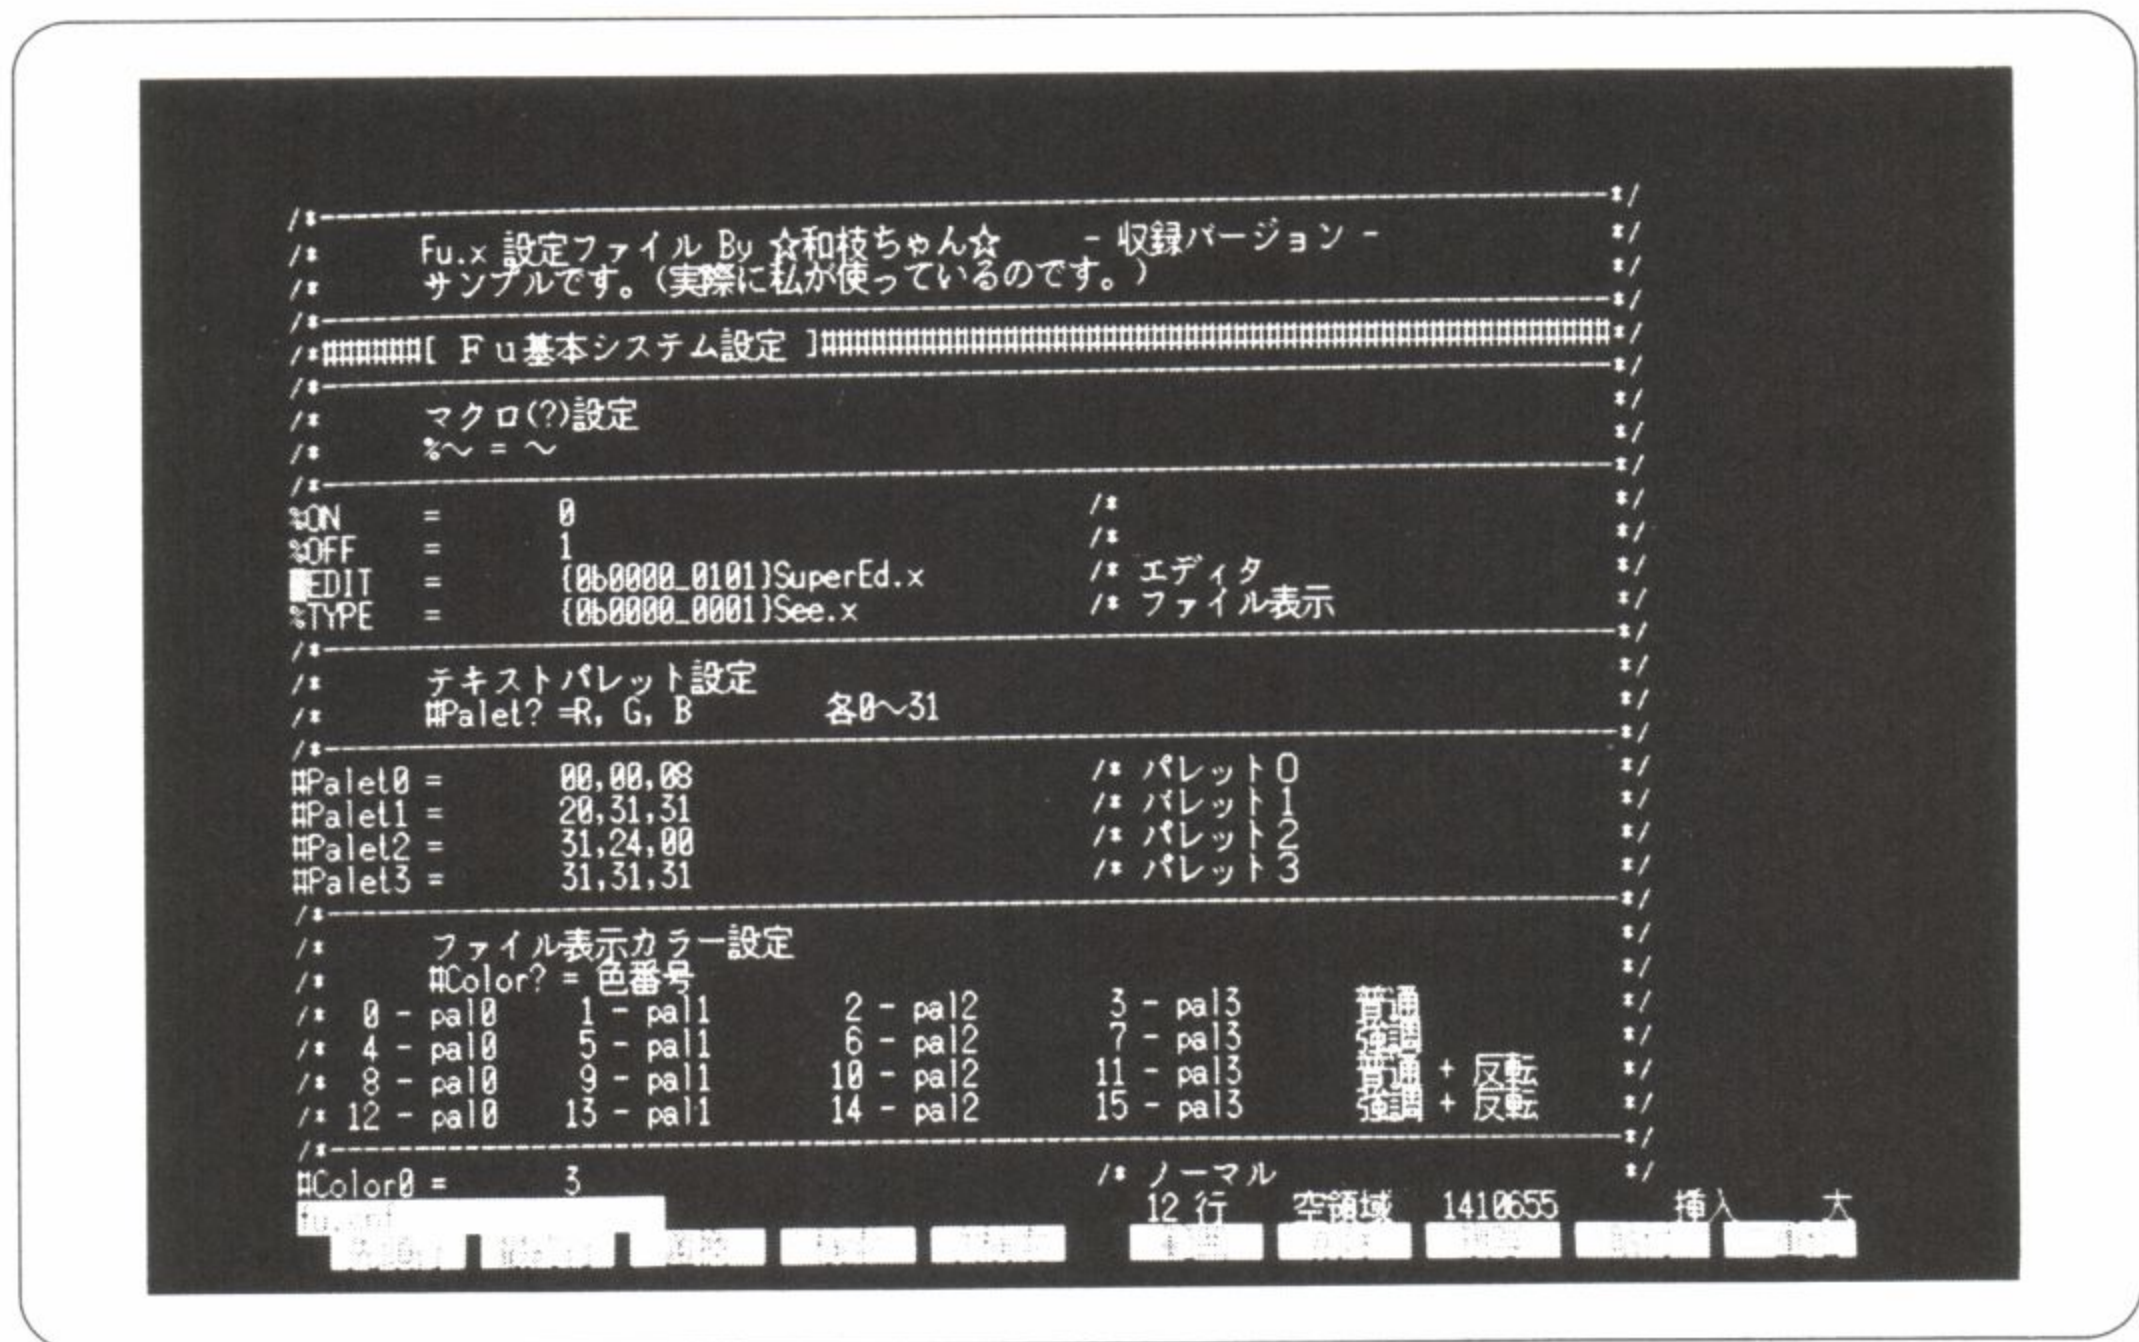 /*--------------------------------------------------------------------------------*/
/* Fu.x 設定ファイル By ☆和枝ちゃん☆ - 収録バージョン - */
/* サンプルです。(実際に私が使っているのです。) */
/*--------------------------------------------------------------------------------*/
/*######[ Fu基本システム設定 ]################################################*/
/*--------------------------------------------------------------------------------*/
/* マクロ(?)設定 */
/* %～ = ～ */
/*--------------------------------------------------------------------------------*/
%ON = 0 /* */
%OFF = 1 /* */
EDIT = {0b0000_0101}SuperEd.x /* エディタ */
%TYPE = {0b0000_0001}See.x /* ファイル表示 */
/*--------------------------------------------------------------------------------*/
/* テキストパレット設定 */
/* #Palet? =R, G, B 各0～31 */
/*--------------------------------------------------------------------------------*/
#Palet0 = 00,00,08 /* パレット0 */
#Palet1 = 20,31,31 /* パレット1 */
#Palet2 = 31,24,00 /* パレット2 */
#Palet3 = 31,31,31 /* パレット3 */
/*--------------------------------------------------------------------------------*/
/* ファイル表示カラー設定 */
/* #Color? = 色番号 */
/* 0 - pal0 1 - pal1 2 - pal2 3 - pal3 普通 */
/* 4 - pal0 5 - pal1 6 - pal2 7 - pal3 強調 */
/* 8 - pal0 9 - pal1 10 - pal2 11 - pal3 普通 + 反転 */
/* 12 - pal0 13 - pal1 14 - pal2 15 - pal3 強調 + 反転 */
/*--------------------------------------------------------------------------------*/
#Color0 = 3 /* ノーマル */
fu.cnf 12 行 空領域 1410655 挿入 大